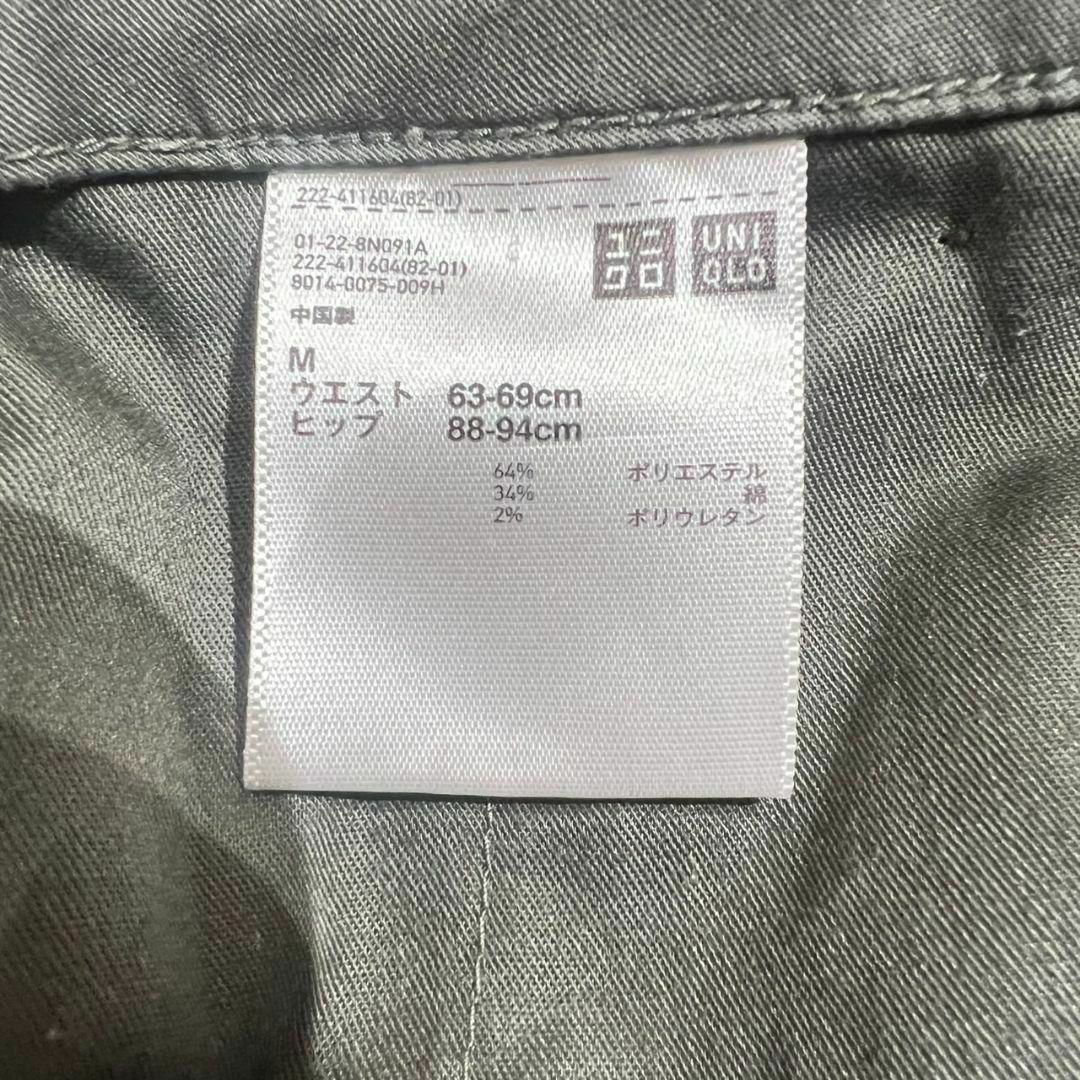 222-411604(82-01)
01-22-8N091A
222-411604(82-01)
8014-0075-009H
ユニクロ
UNIQLO
中国製
M
ウエスト 63-69cm
ヒップ 88-94cm
64% ポリエステル
34% 綿
2% ポリウレタン